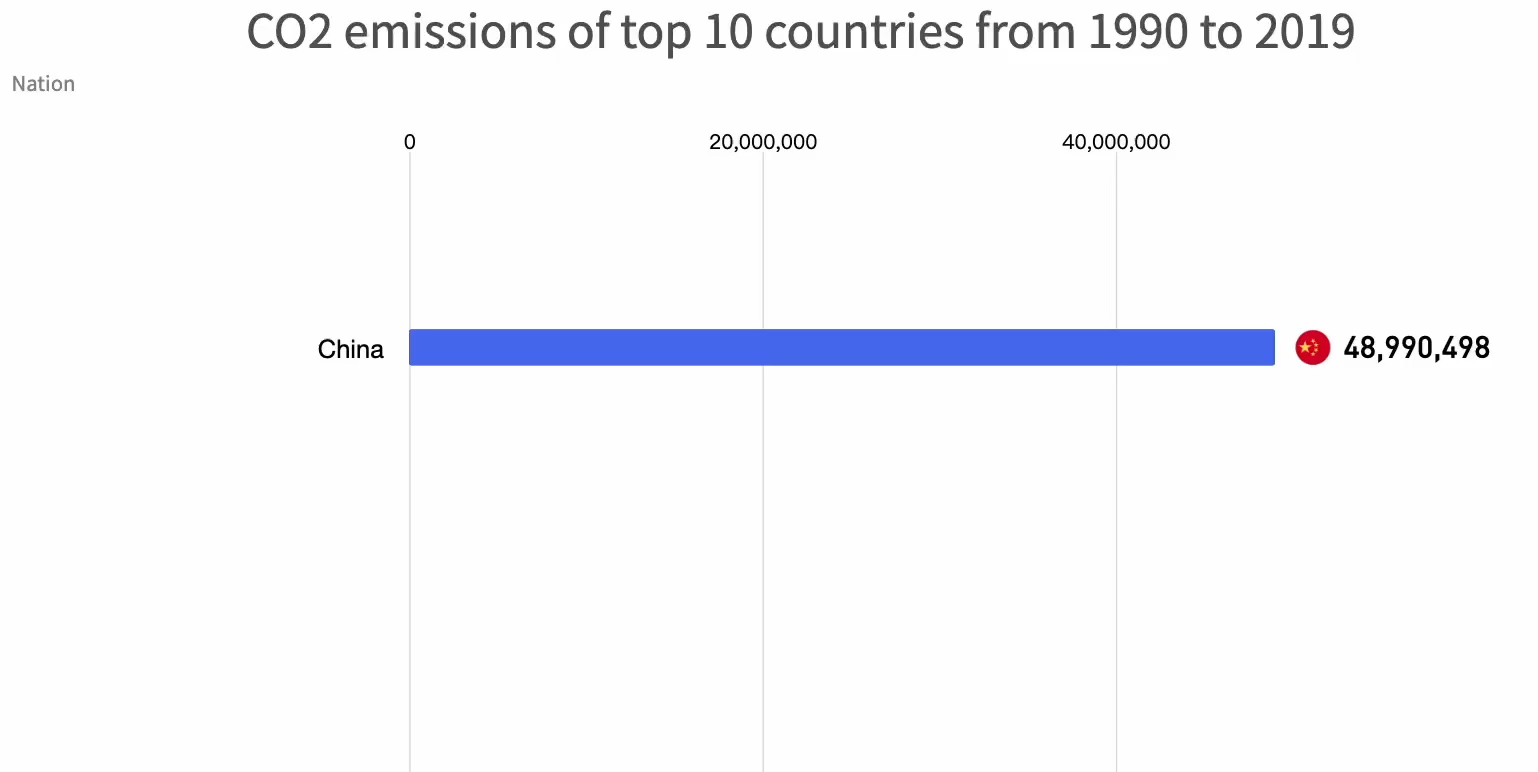 CO2 emissions of top 10 countries from 1990 to 2019
Nation
0 20,000,000 40,000,000
China 48,990,498